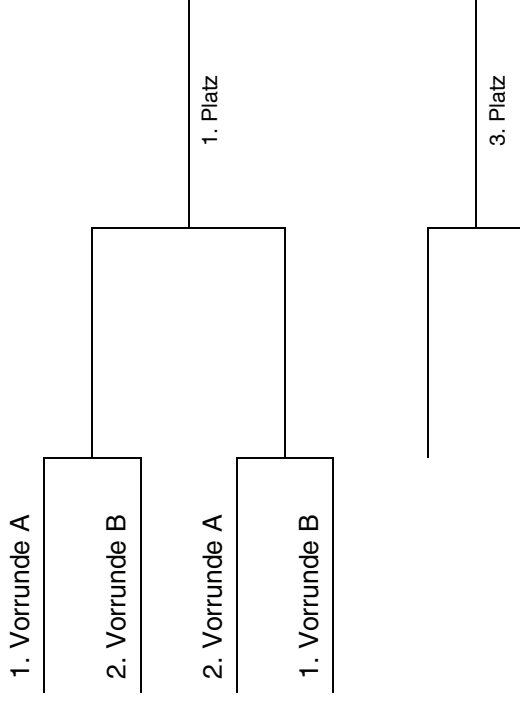 1. Vorrunde A
2. Vorrunde B
2. Vorrunde A
1. Vorrunde B
1. Platz
3. Platz